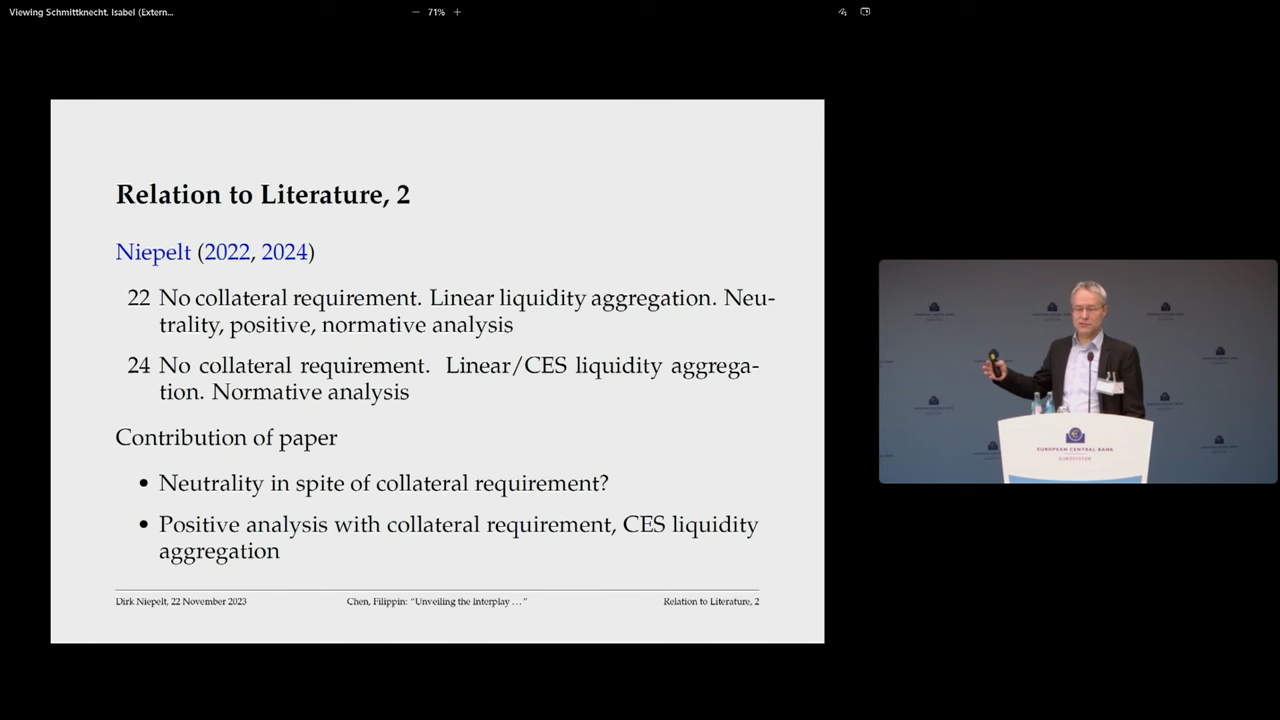 Viewing Schmittknecht, Isabel (Extern...
71%
Relation to Literature, 2
Niepelt (2022, 2024)
22 No collateral requirement. Linear liquidity aggregation. Neu-
trality, positive, normative analysis
24 No collateral requirement. Linear/CES liquidity aggrega-
tion. Normative analysis
Contribution of paper
• Neutrality in spite of collateral requirement?
• Positive analysis with collateral requirement, CES liquidity
aggregation
Dirk Niepelt, 22 November 2023 Chen, Filippin: “Unveiling the Interplay …” Relation to Literature, 2
EUROPEAN CENTRAL BANK
EUROSYSTEM